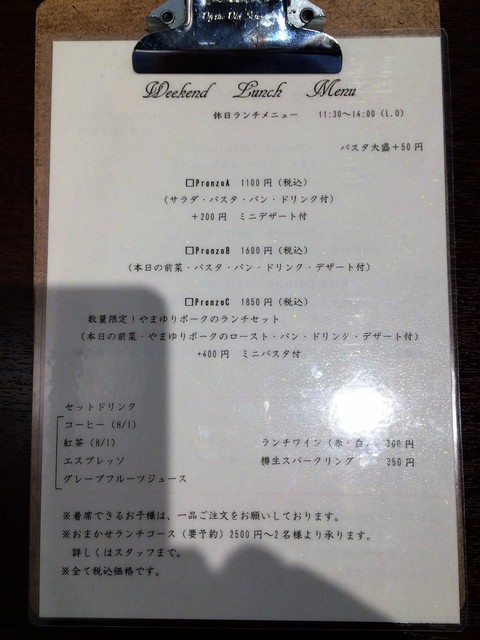 Weekend Lunch Menu
休日ランチメニュー 11:30～14:00 (L.O)
パスタ大盛＋50円
□PranzoA 1100円（税込）
（サラダ・パスタ・パン・ドリンク付）
＋200円 ミニデザート付
□PranzoB 1600円（税込）
（本日の前菜・パスタ・パン・ドリンク・デザート付）
□PranzoC 1850円（税込）
数量限定！やまゆりポークのランチセット
（本日の前菜・やまゆりポークのロースト・パン・ドリンク・デザート付）
+400円 ミニパスタ付
セットドリンク
コーヒー (H/I)
紅茶 (H/I)
ランチワイン（赤・白） 300円
エスプレッソ
樽生スパークリング 350円
グレープフルーツジュース
※着席できるお子様は、一品ご注文をお願いしております。
※おまかせランチコース（要予約）2500円～2名様より承ります。
詳しくはスタッフまで。
※全て税込価格です。